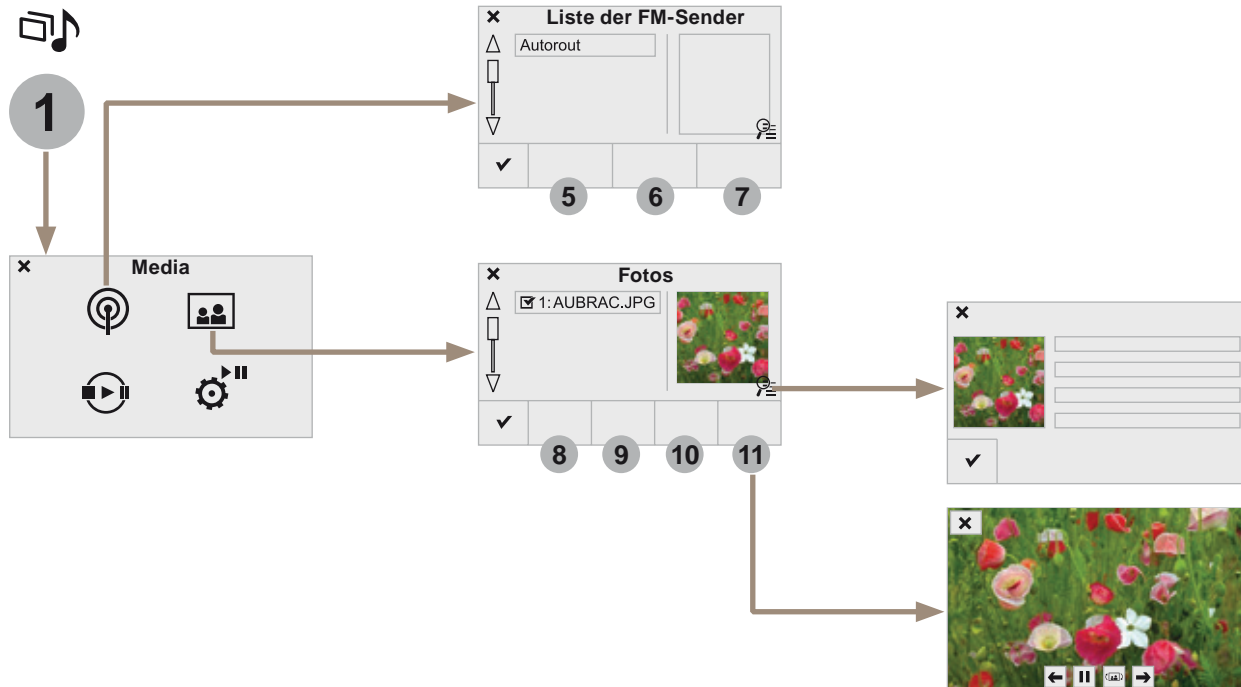 1
Liste der FM-Sender
Autorout
5
6
7
Media
Fotos
1: AUBRAC.JPG
8
9
10
11